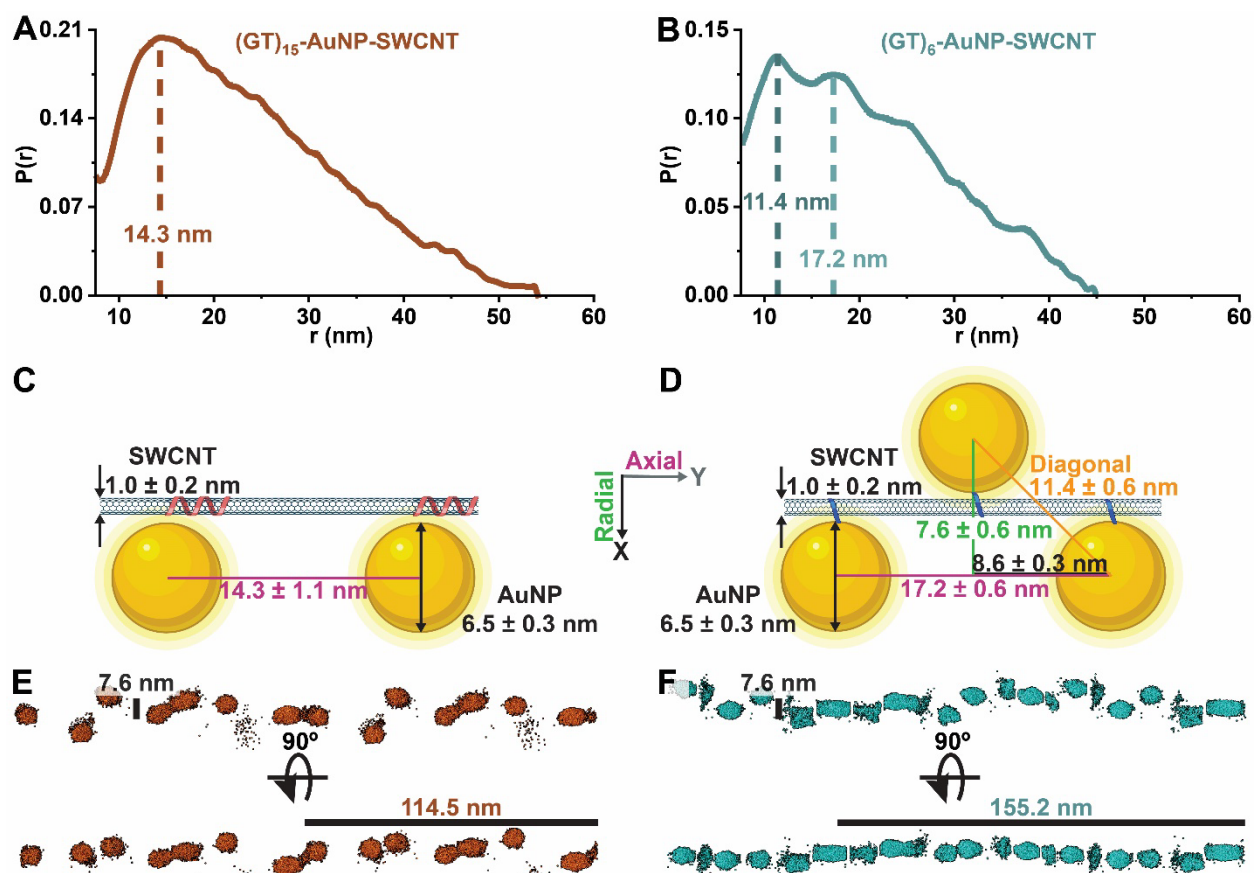 A
(GT)15-AuNP-SWCNT
0.21
0.14
0.07
0.00
P(r)
14.3 nm
10 20 30 40 50 60
r (nm)
B
(GT)6-AuNP-SWCNT
0.15
0.10
0.05
0.00
P(r)
11.4 nm
17.2 nm
10 20 30 40 50 60
r (nm)
C
SWCNT
1.0 ± 0.2 nm
14.3 ± 1.1 nm
AuNP
6.5 ± 0.3 nm
Axial
Y
Radial
X
D
SWCNT
1.0 ± 0.2 nm
Diagonal
11.4 ± 0.6 nm
7.6 ± 0.6 nm
8.6 ± 0.3 nm
17.2 ± 0.6 nm
AuNP
6.5 ± 0.3 nm
E
7.6 nm
90º
114.5 nm
F
7.6 nm
90º
155.2 nm